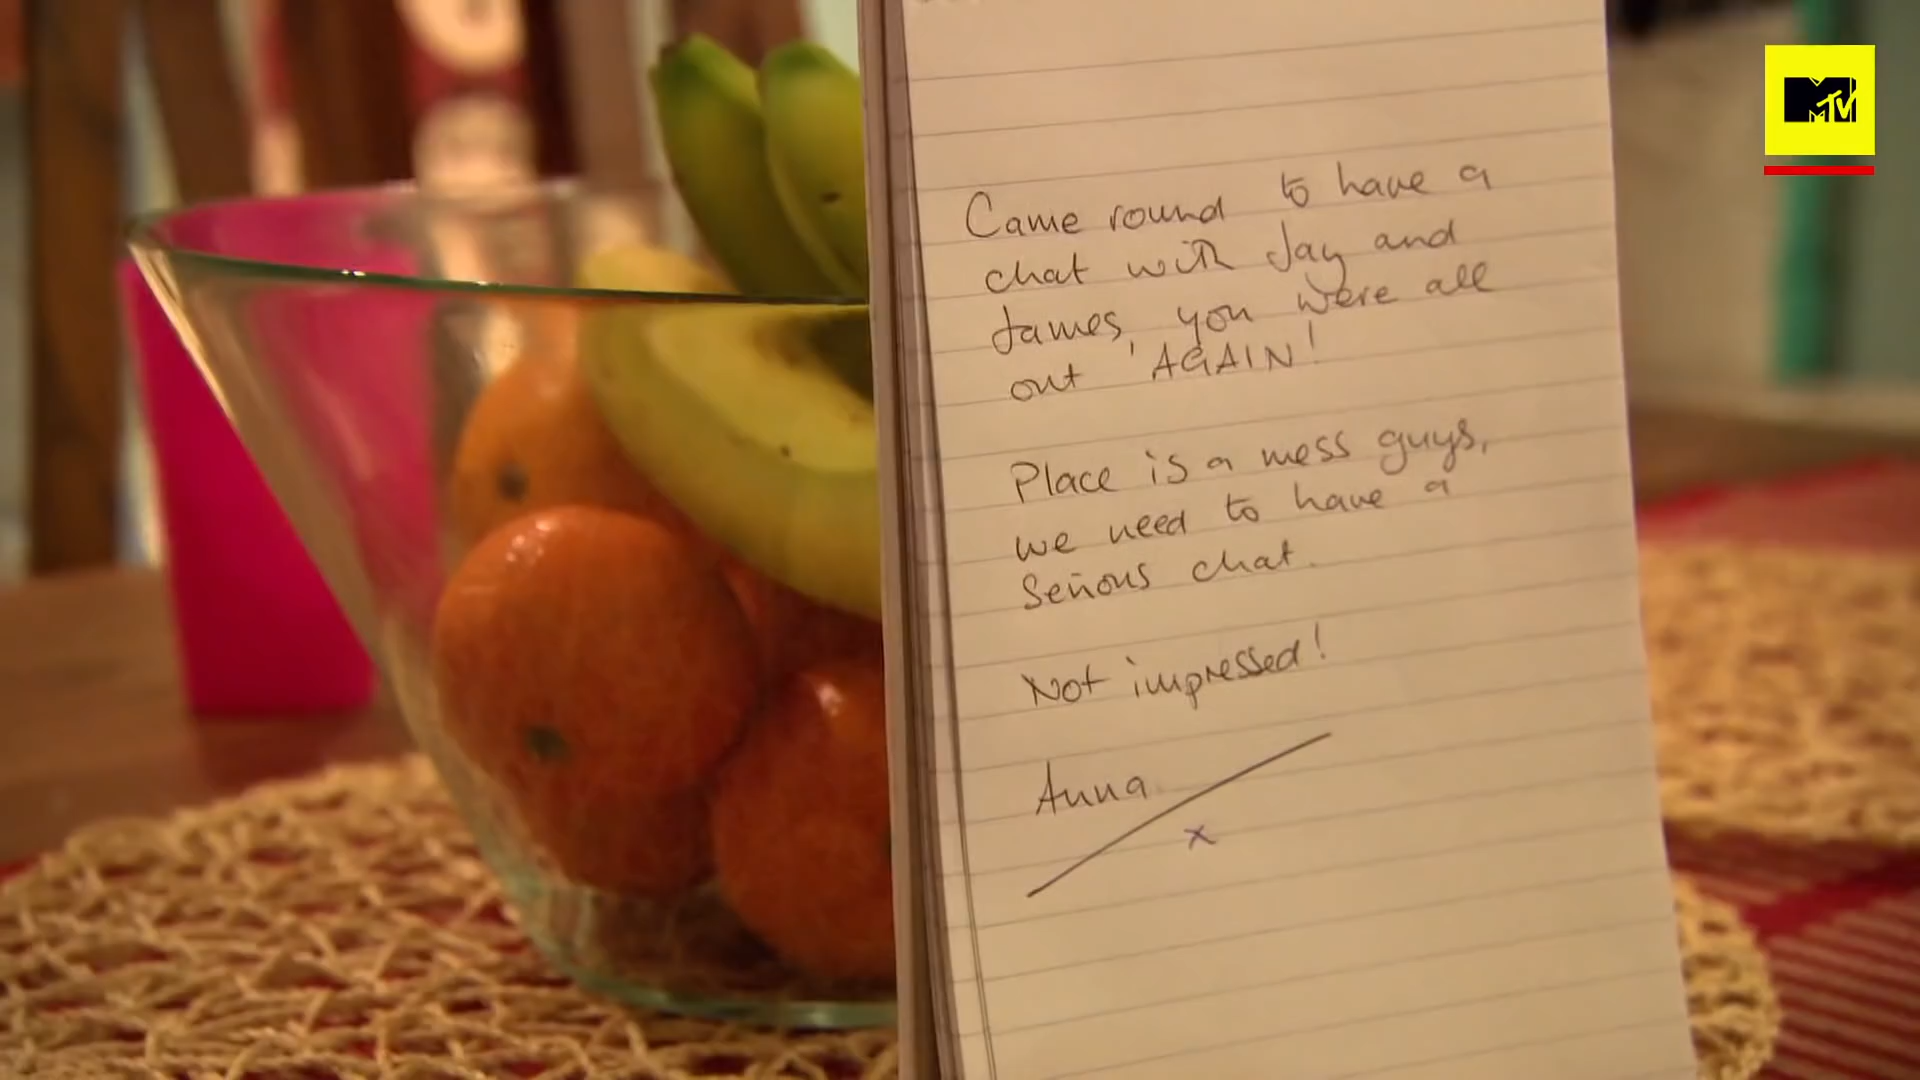 MTV
Came round to have a
chat with Jay and
James, you were all
out 'AGAIN!
Place is a mess guys,
we need to have a
Serious chat.
Not impressed!
Anna
x